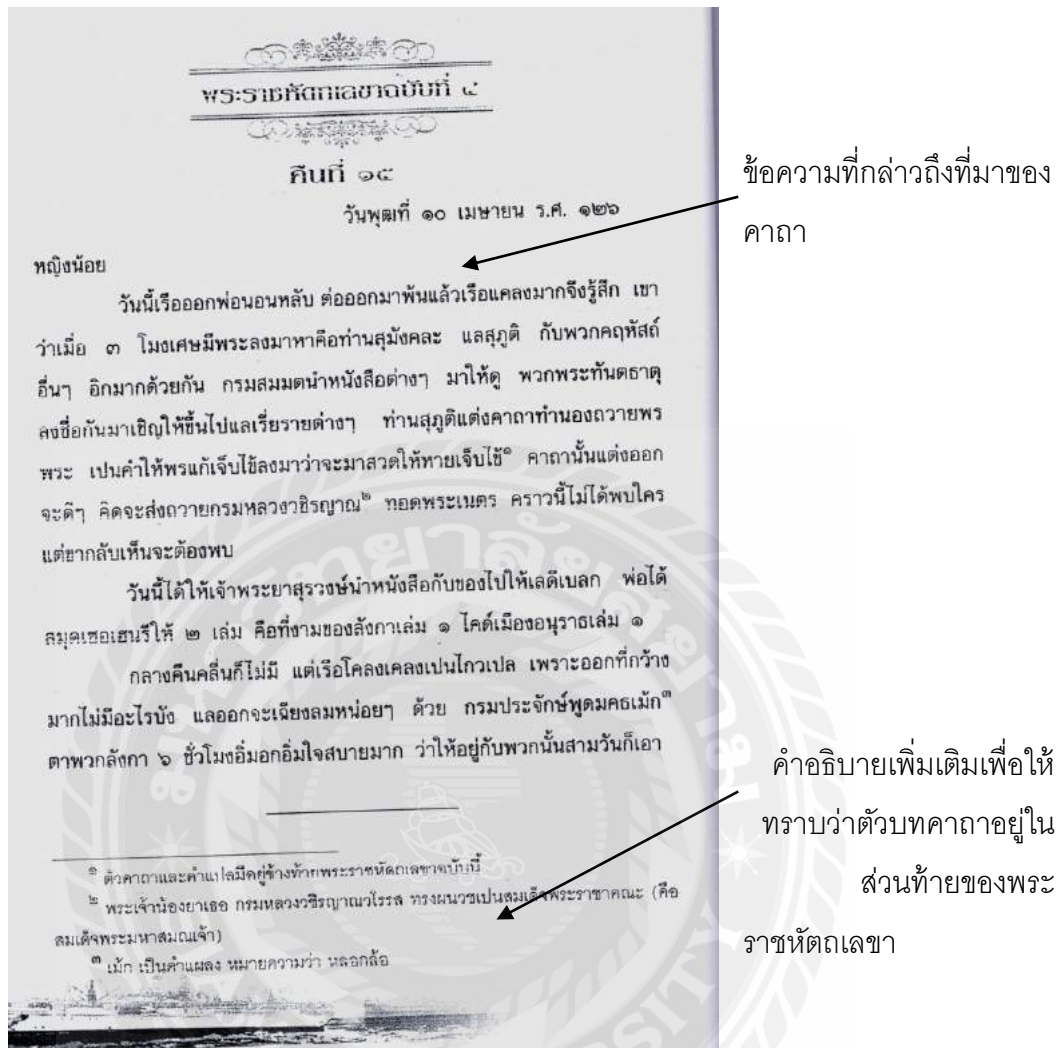 พระราชหัตถเลขาฉบับที่ ๔
คืนที่ ๑๕
วันพุฒที่ ๑๐ เมษายน ร.ศ. ๑๒๖
หญิงน้อย
วันนี้เรือออกพ่อนอนหลับ ต่อออกมาพ้นแล้วเรือแคลงมากจึงรู้สึก เขา
ว่าเมื่อ ๓ โมงเศษมีพระลงมาหาคือท่านสุมังคละ แลสุภูติ กับพวกคฤหัสถ์
อื่นๆ อิกมากด้วยกัน กรมสมมตนำหนังสือต่างๆ มาให้ดู พวกพระทันตธาตุ
ลงชื่อกันมาเชิญให้ขึ้นไปแลเรี่ยรายต่างๆ ท่านสุภูติแต่งคาถาทำนองถวายพร
พระ เปนคำให้พรแก้เจ็บไข้ลงมาว่าจะมาสวดให้หายเจ็บไข้๑ คาถานั้นแต่งออก
จะดีๆ คิดจะส่งถวายกรมหลวงวชิรญาณ๒ ทอดพระเนตร คราวนี้ไม่ได้พบใคร
แต่ขากลับเห็นจะต้องพบ
วันนี้ได้ให้เจ้าพระยาสุรวงษ์นำหนังสือกับของไปให้เลดีเบลก พ่อได้
สมุดเซอเฮนรีให้ ๒ เล่ม คือที่งามของลังกาเล่ม ๑ ไคด์เมืองอนุราธเล่ม ๑
กลางคืนคลื่นก็ไม่มี แต่เรือโคลงเคลงเปนไกวเปล เพราะออกที่กว้าง
มากไม่มีอะไรบัง แลออกจะเฉียงลมหน่อยๆ ด้วย กรมประจักษ์พูดมคธเม้ก๓
ตาพวกลังกา ๖ ชั่วโมงอิ่มอกอิ่มใจสบายมาก ว่าให้อยู่กับพวกนั้นสามวันก็เอา
๑ ตัวคาถาและคำแปลมีอยู่ข้างท้ายพระราชหัตถเลขาฉบับนี้
๒ พระเจ้าน้องยาเธอ กรมหลวงวชิรญาณวโรรส ทรงผนวชเปนสมเด็จพระราชาคณะ (คือ
สมเด็จพระมหาสมณเจ้า)
๓ เม้ก เป็นคำแผลง หมายความว่า หลอกล้อ
ข้อความที่กล่าวถึงที่มาของ
คาถา
คำอธิบายเพิ่มเติมเพื่อให้
ทราบว่าตัวบทคาถาอยู่ใน
ส่วนท้ายของพระ
ราชหัตถเลขา
มหาวิทยาลัยสยาม